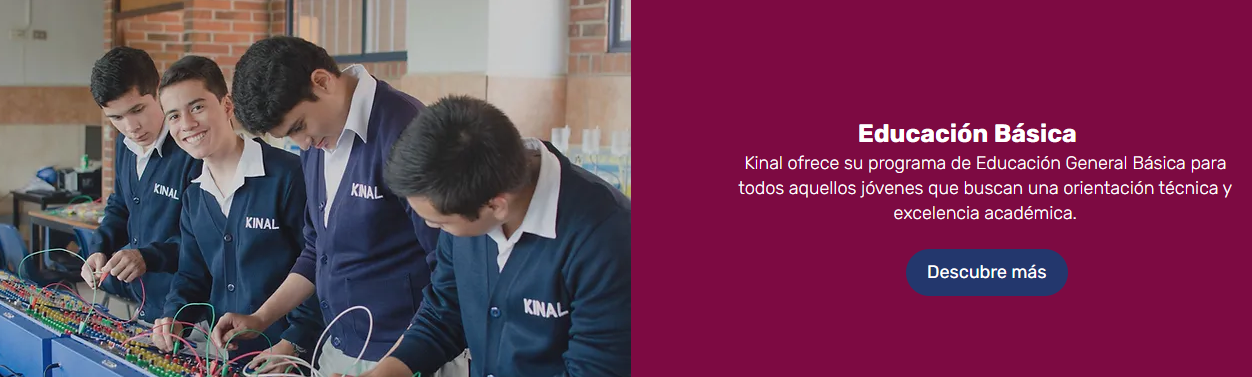 KINAL
KINAL
KINAL
KINAL
Educación Básica
Kinal ofrece su programa de Educación General Básica para
todos aquellos jóvenes que buscan una orientación técnica y
excelencia académica.
Descubre más